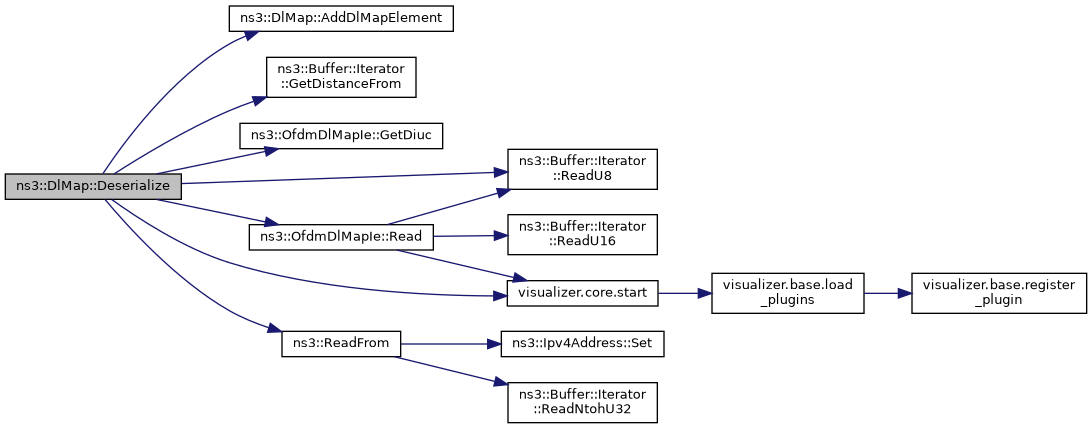 ns3::DlMap::AddDlMapElement
ns3::Buffer::Iterator
::GetDistanceFrom
ns3::OfdmDlMapIe::GetDiuc
ns3::Buffer::Iterator
::ReadU8
ns3::DlMap::Deserialize
ns3::OfdmDlMapIe::Read
ns3::Buffer::Iterator
::ReadU16
visualizer.core.start
visualizer.base.load
_plugins
visualizer.base.register
_plugin
ns3::ReadFrom
ns3::Ipv4Address::Set
ns3::Buffer::Iterator
::ReadNtohU32